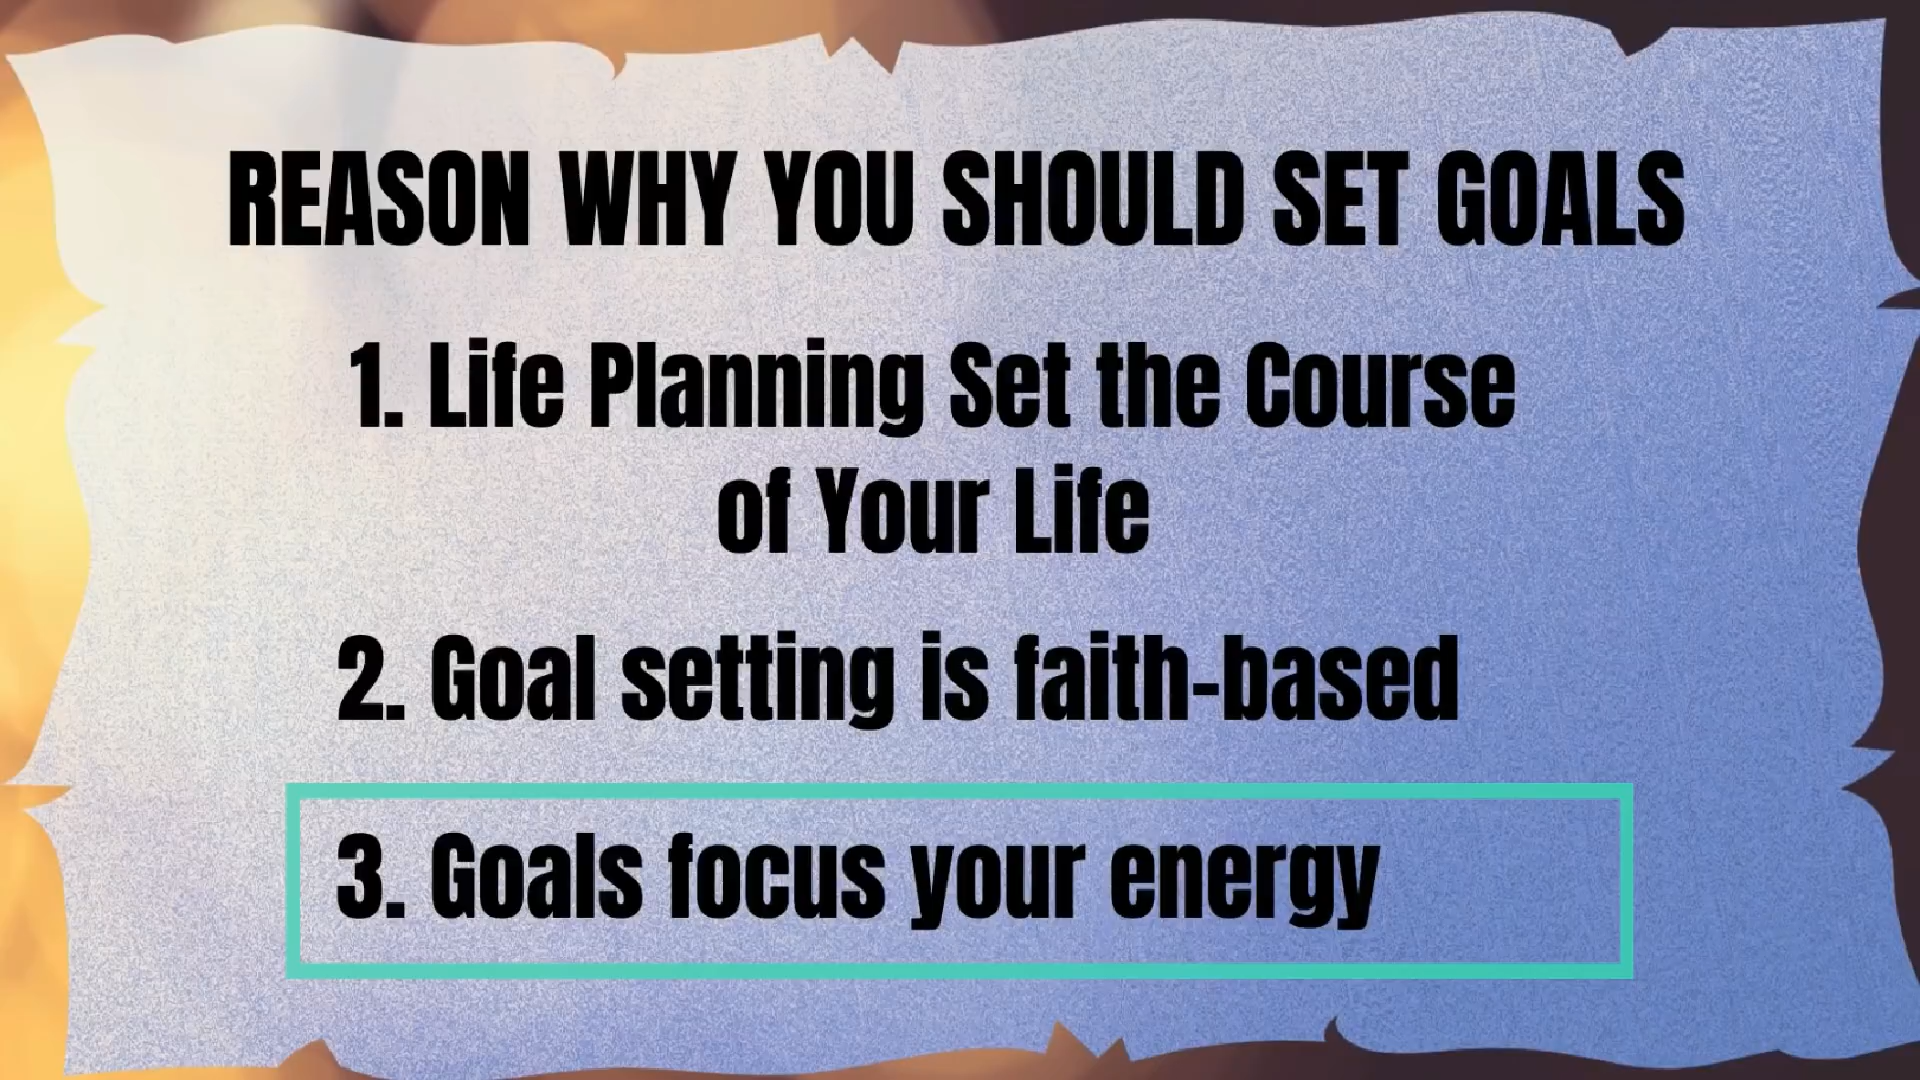 REASON WHY YOU SHOULD SET GOALS
1. Life Planning Set the Course
of Your Life
2. Goal setting is faith-based
3. Goals focus your energy